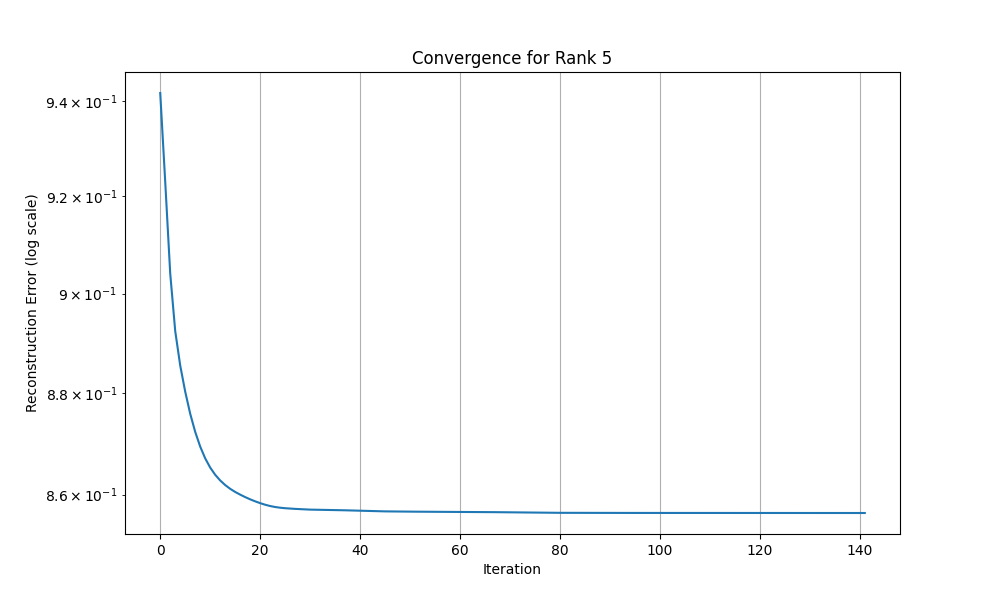 Convergence for Rank 5
Reconstruction Error (log scale)
9.4 × 10⁻¹
9.2 × 10⁻¹
9 × 10⁻¹
8.8 × 10⁻¹
8.6 × 10⁻¹
0 20 40 60 80 100 120 140
Iteration